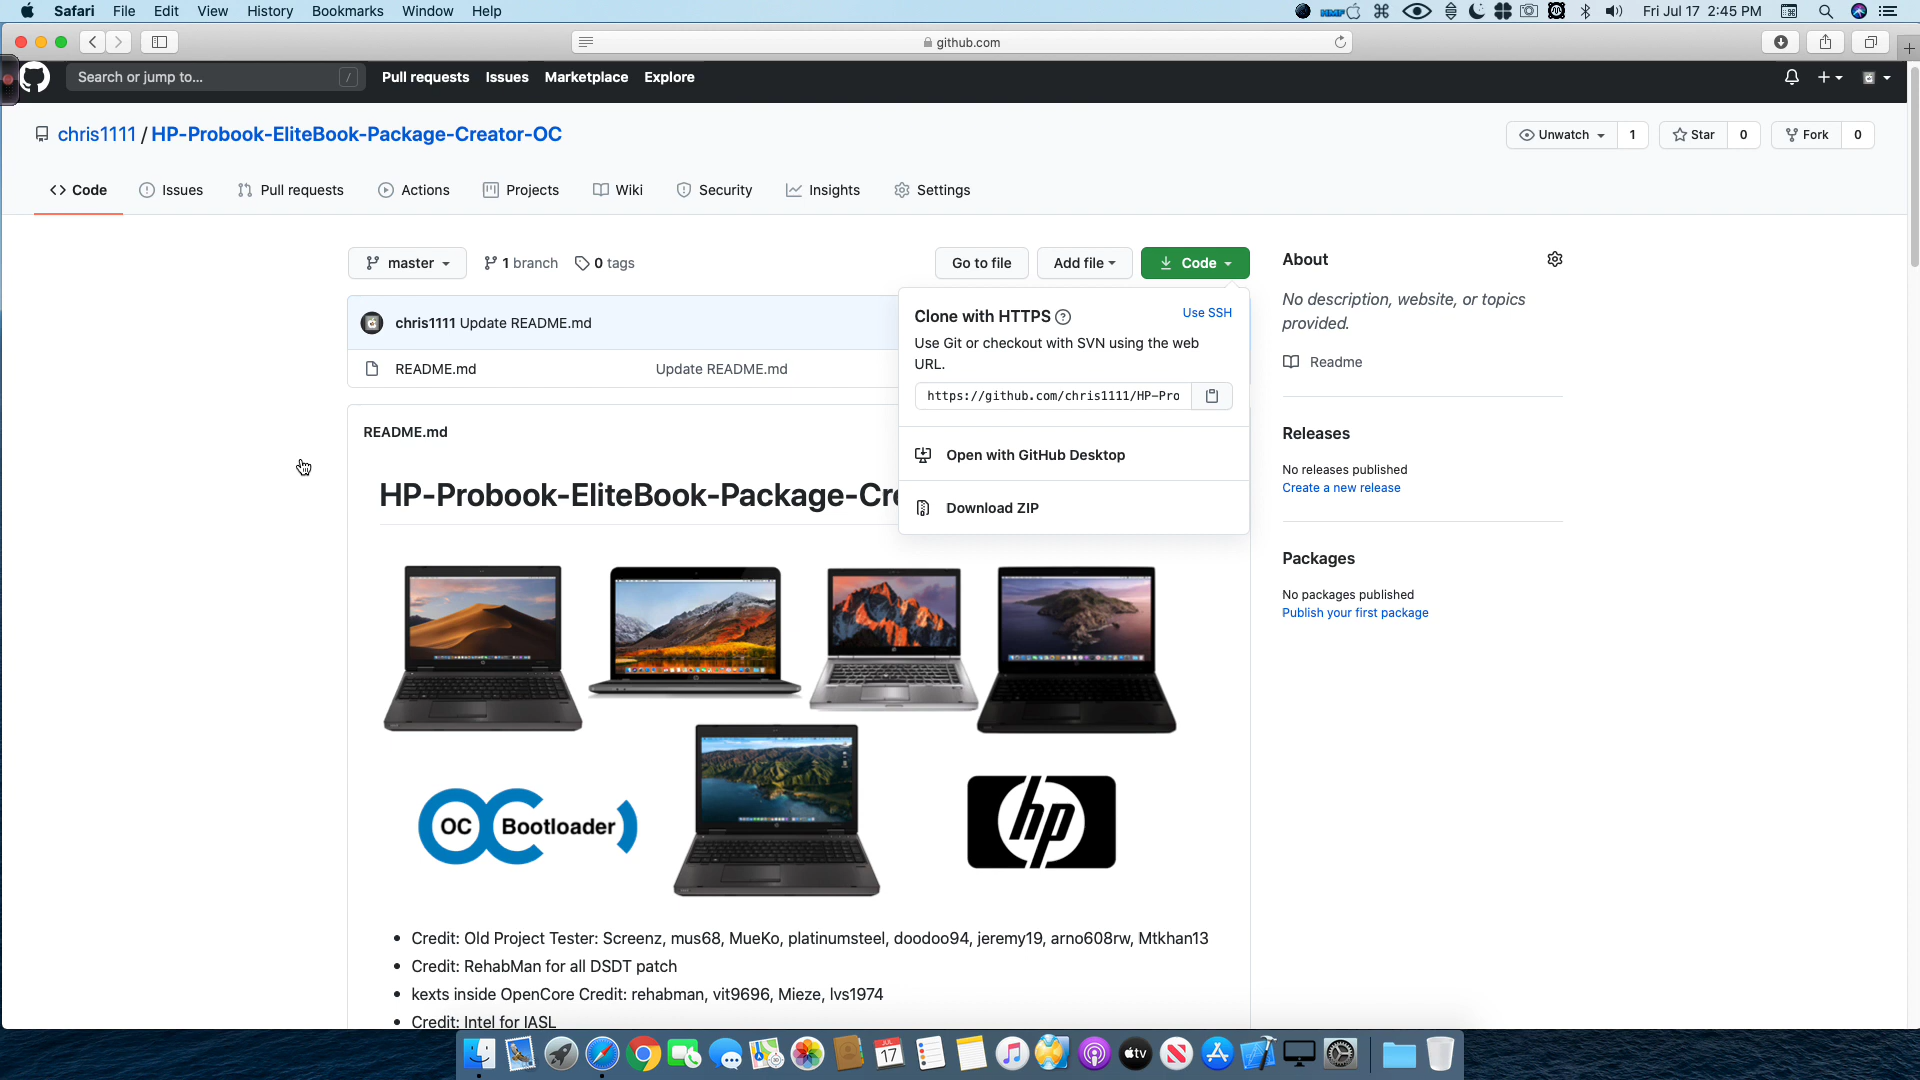 Safari File Edit View History Bookmarks Window Help
HMF
Fri Jul 17 2:45 PM
github.com
Search or jump to...
/
Pull requests Issues Marketplace Explore
chris1111 / HP-Probook-EliteBook-Package-Creator-OC
Unwatch 1 Star 0 Fork 0
Code Issues Pull requests Actions Projects Wiki Security Insights Settings
master 1 branch 0 tags
Go to file Add file Code
About
No description, website, or topics
provided.
Readme
Releases
No releases published
Create a new release
Packages
No packages published
Publish your first package
Clone with HTTPS ?
Use SSH
Use Git or checkout with SVN using the web
URL.
https://github.com/chris1111/HP-Pro
Open with GitHub Desktop
Download ZIP
chris1111 Update README.md
README.md Update README.md
README.md
HP-Probook-EliteBook-Package-Cre
OC Bootloader
hp
• Credit: Old Project Tester: Screenz, mus68, MueKo, platinumsteel, doodoo94, jeremy19, arno608rw, Mtkhan13
• Credit: RehabMan for all DSDT patch
• kexts inside OpenCore Credit: rehabman, vit9696, Mieze, lvs1974
• Credit: Intel for IASL
JUL
17
tv